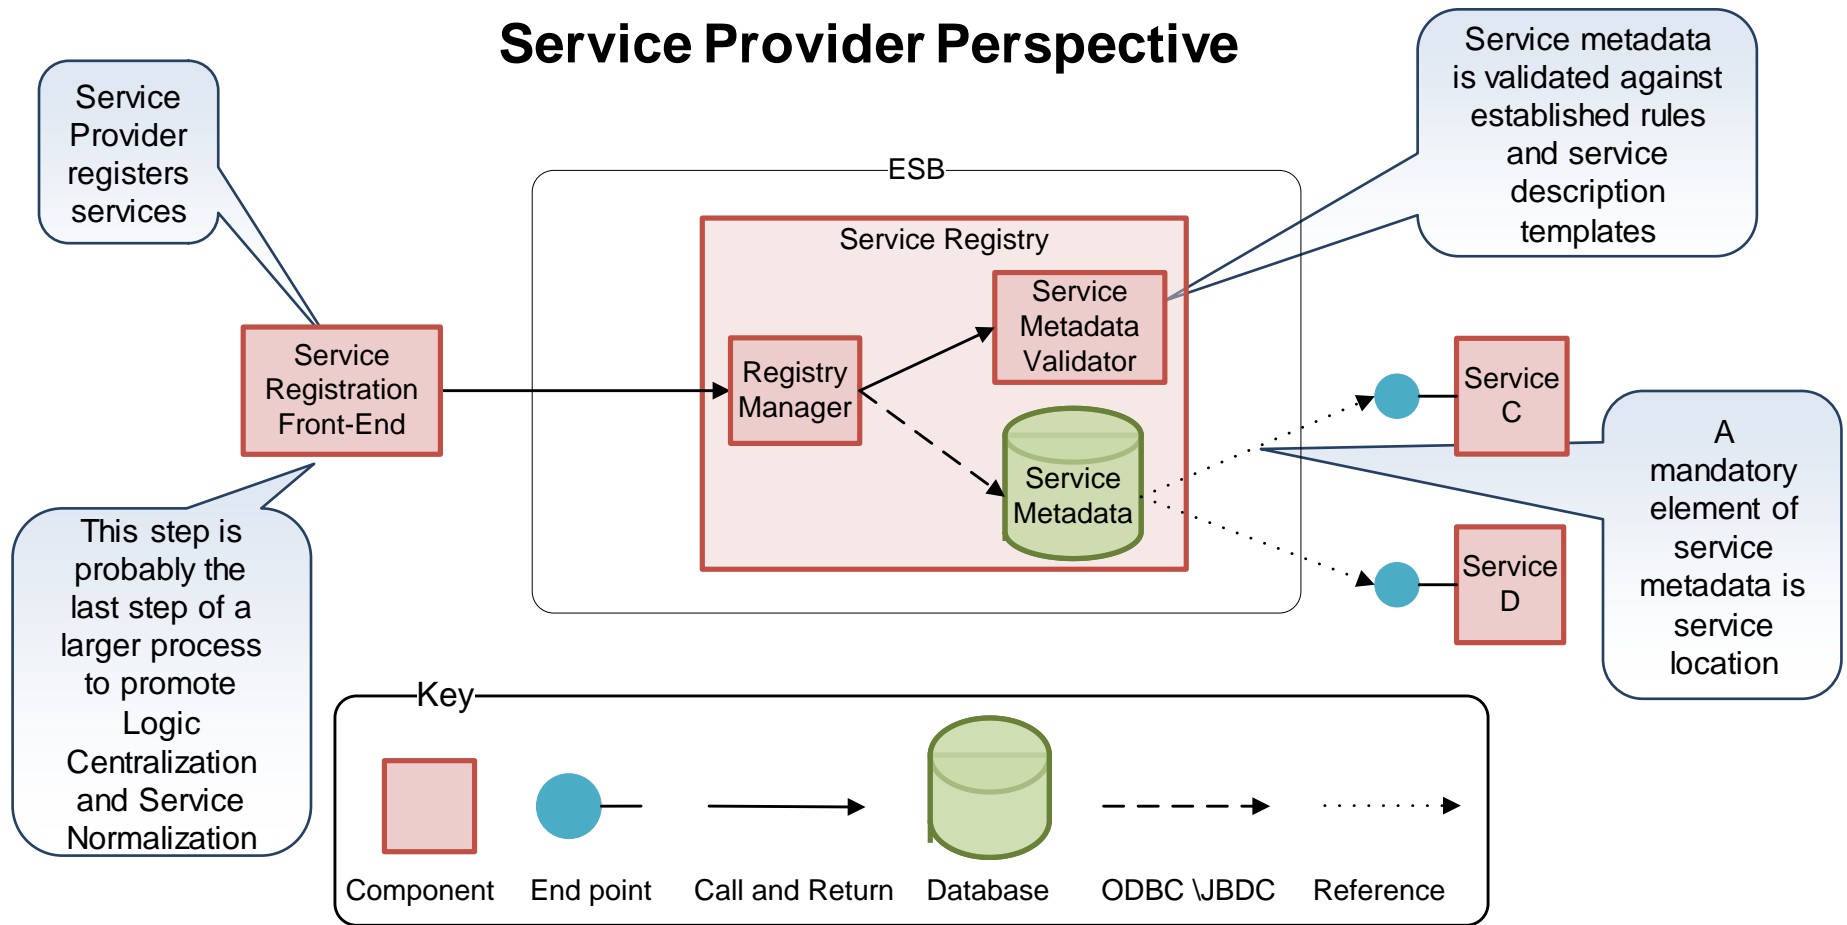 Service Provider Perspective
Service
Provider
registers
services
Service metadata
is validated against
established rules
and service
description
templates
ESB
Service Registry
Service
Metadata
Validator
Registry
Manager
Service
Registration
Front-End
Service
Metadata
Service
C
Service
D
A
mandatory
element of
service
metadata is
service
location
This step is
probably the
last step of a
larger process
to promote
Logic
Centralization
and Service
Normalization
Key
Component
End point
Call and Return
Database
ODBC \JBDC
Reference